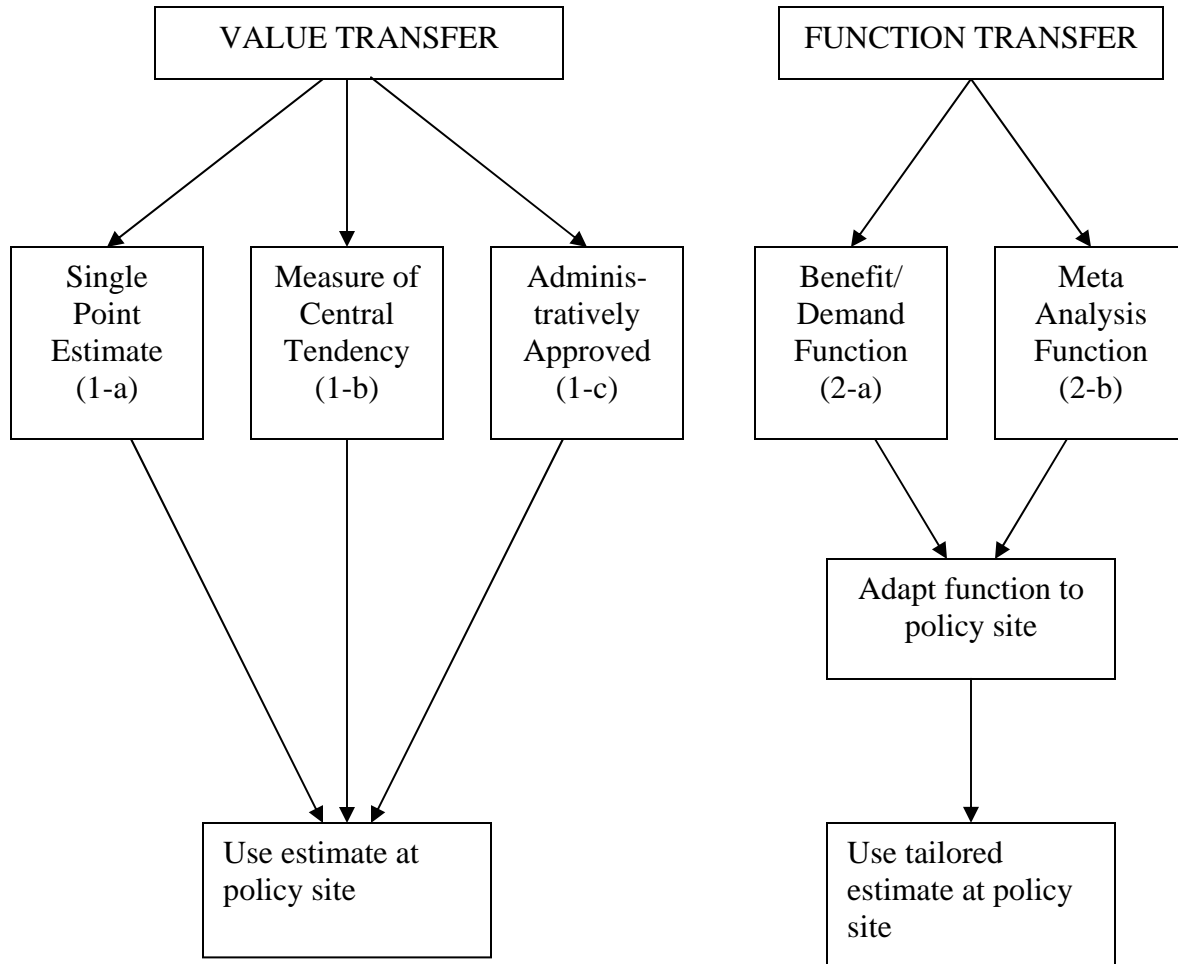 VALUE TRANSFER
FUNCTION TRANSFER
Single
Point
Estimate
(1-a)
Measure of
Central
Tendency
(1-b)
Adminis-
tratively
Approved
(1-c)
Benefit/
Demand
Function
(2-a)
Meta
Analysis
Function
(2-b)
Adapt function to
policy site
Use estimate at
policy site
Use tailored
estimate at policy
site